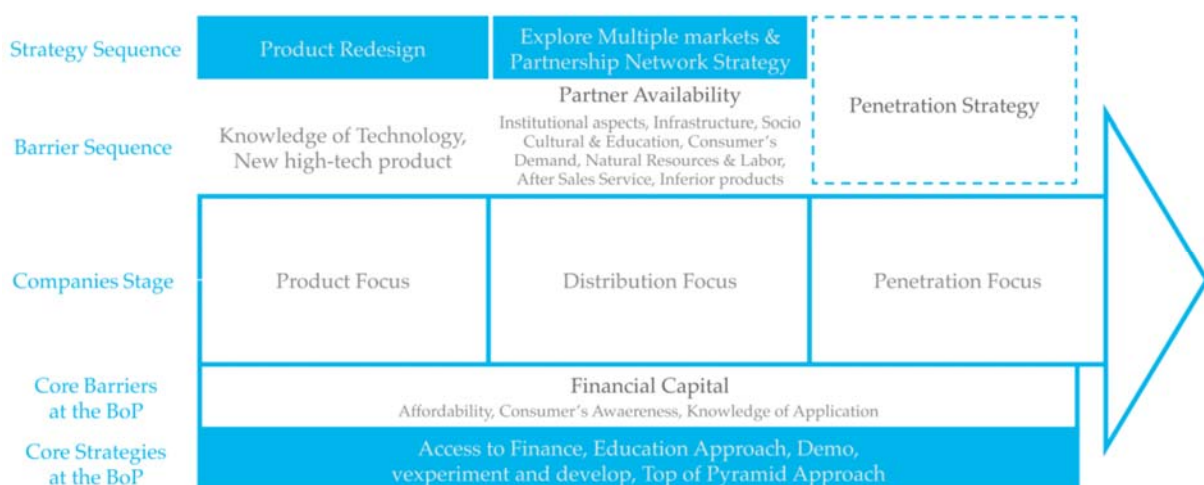 Strategy Sequence
Product Redesign
Explore Multiple markets &
Partnership Network Strategy
Penetration Strategy
Barrier Sequence
Knowledge of Technology,
New high-tech product
Partner Availability
Institutional aspects, Infrastructure, Socio
Cultural & Education, Consumer's
Demand, Natural Resources & Labor,
After Sales Service, Inferior products
Companies Stage
Product Focus
Distribution Focus
Penetration Focus
Core Barriers
at the BoP
Financial Capital
Affordability, Consumer's Awaereness, Knowledge of Application
Core Strategies
at the BoP
Access to Finance, Education Approach, Demo,
vexperiment and develop, Top of Pyramid Approach